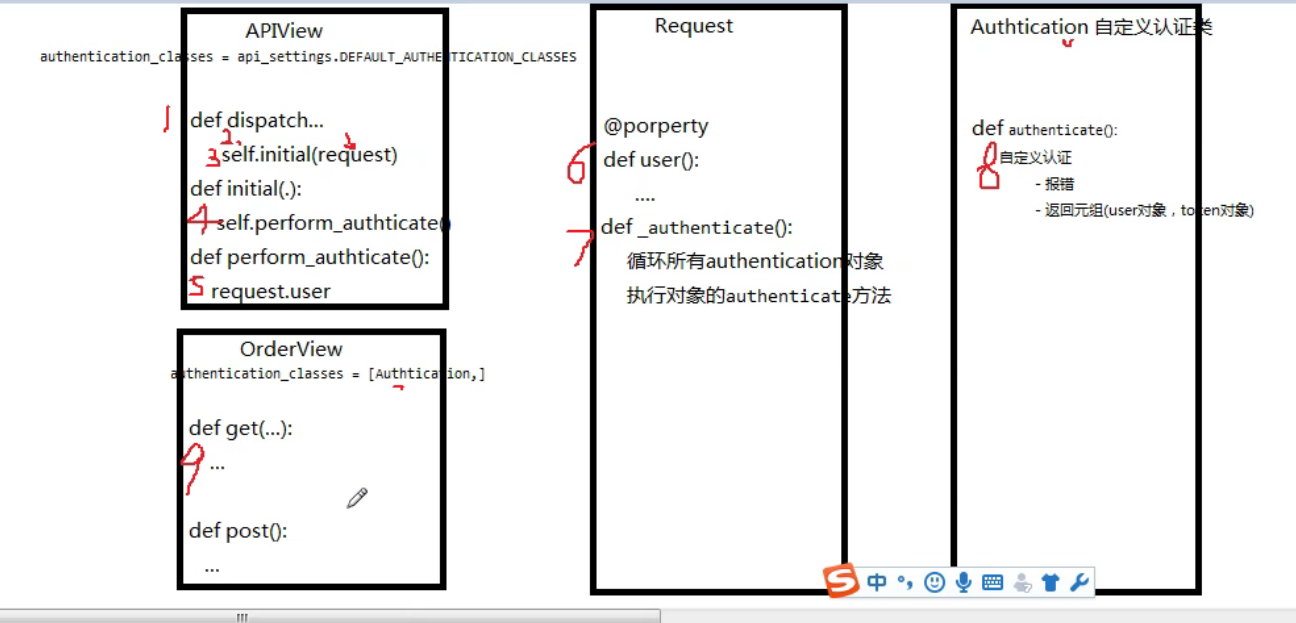 APIView
authentication_classes = api_settings.DEFAULT_AUTHENTICATION_CLASSES
1 def dispatch...
2.
3 self.initial(request)
def initial(.):
4 self.perform_authticate()
def perform_authticate():
5 request.user
OrderView
authentication_classes = [Authtication,]
def get(...):
9 ...
def post():
...
Request
@porperty
6 def user():
....
7 def _authenticate():
循环所有authentication对象
执行对象的authenticate方法
Authtication 自定义认证类
def authenticate():
8 自定义认证
- 报错
- 返回元组(user对象，token对象)
S 中 °,